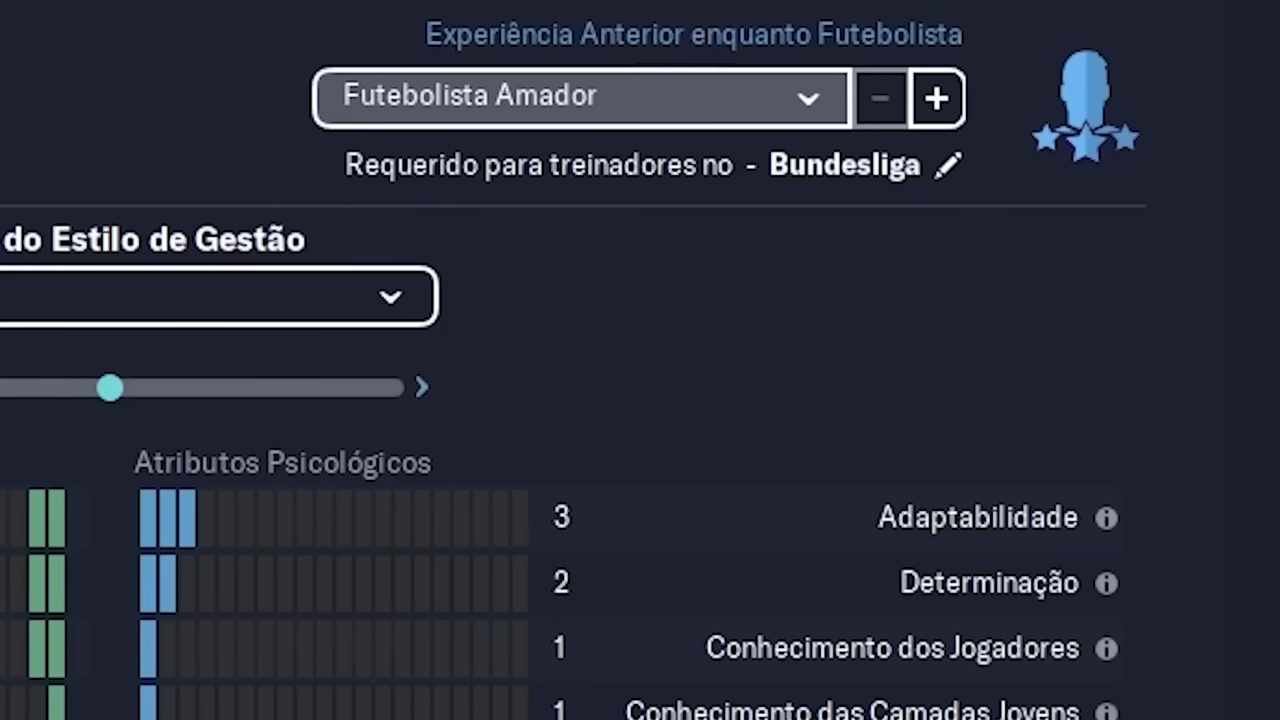 Experiência Anterior enquanto Futebolista
Futebolista Amador
Requerido para treinadores no - Bundesliga
do Estilo de Gestão
Atributos Psicológicos
3 Adaptabilidade
2 Determinação
1 Conhecimento dos Jogadores
1 Conhecimento das Camadas Jovens